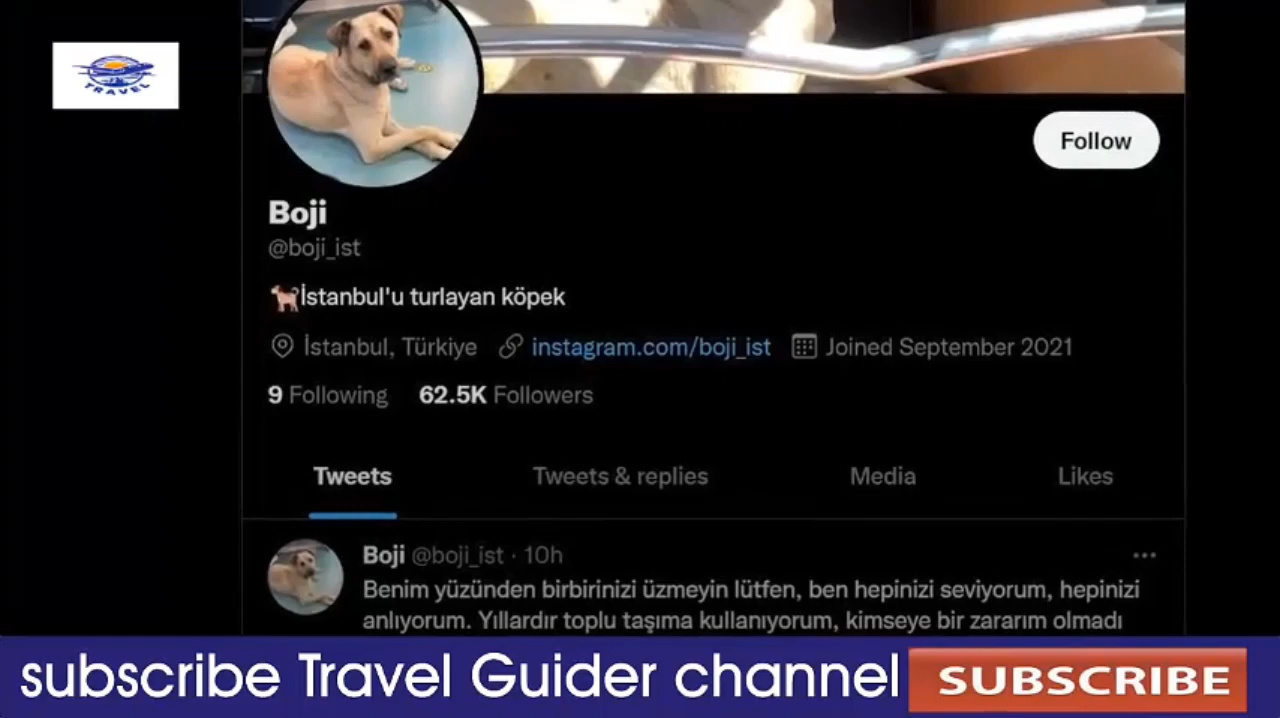 TRAVEL
Follow
Boji
@boji_ist
İstanbul'u turlayan köpek
İstanbul, Türkiye instagram.com/boji_ist Joined September 2021
9 Following 62.5K Followers
Tweets Tweets & replies Media Likes
Boji @boji_ist · 10h
Benim yüzünden birbirinizi üzmeyin lütfen, ben hepinizi seviyorum, hepinizi
anlıyorum. Yıllardır toplu taşıma kullanıyorum, kimseye bir zararım olmadı
subscribe Travel Guider channel SUBSCRIBE